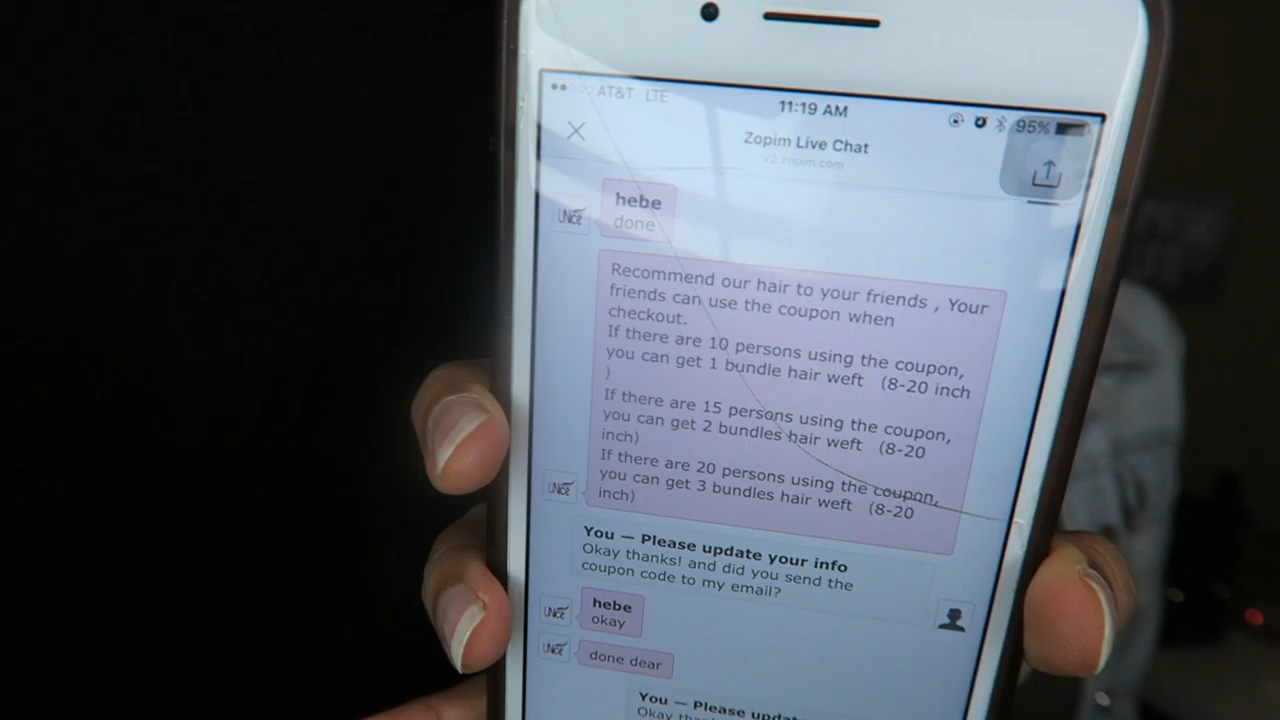 AT&T LTE 11:19 AM 95%
Zopim Live Chat
v2.zopim.com
hebe
done
UNice
Recommend our hair to your friends , Your
friends can use the coupon when
checkout.
If there are 10 persons using the coupon,
you can get 1 bundle hair weft (8-20 inch
)
If there are 15 persons using the coupon,
you can get 2 bundles hair weft (8-20
inch)
If there are 20 persons using the coupon,
you can get 3 bundles hair weft (8-20
inch)
UNice
You — Please update your info
Okay thanks! and did you send the
coupon code to my email?
hebe
okay
UNice
done dear
UNice
You — Please
Okay